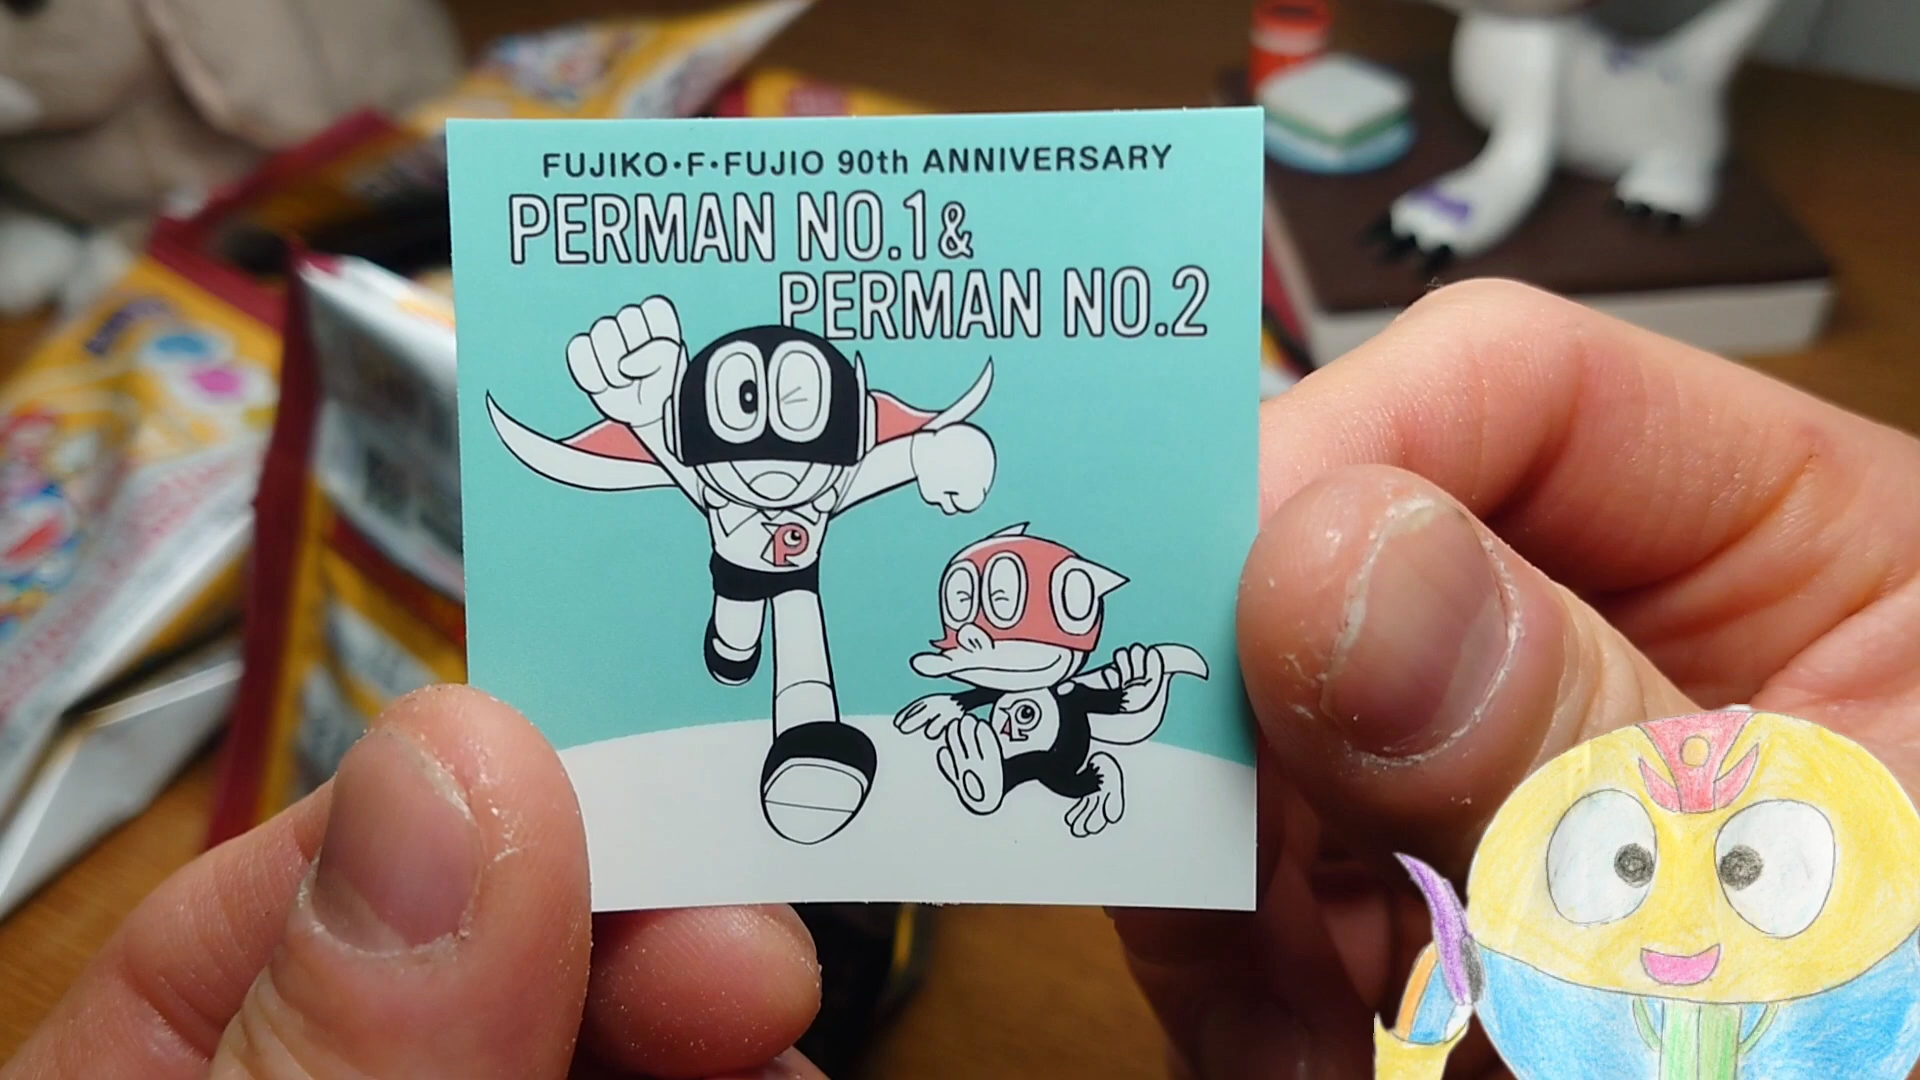 FUJIKO・F・FUJIO 90th ANNIVERSARY
PERMAN NO.1&
PERMAN NO.2
P
P